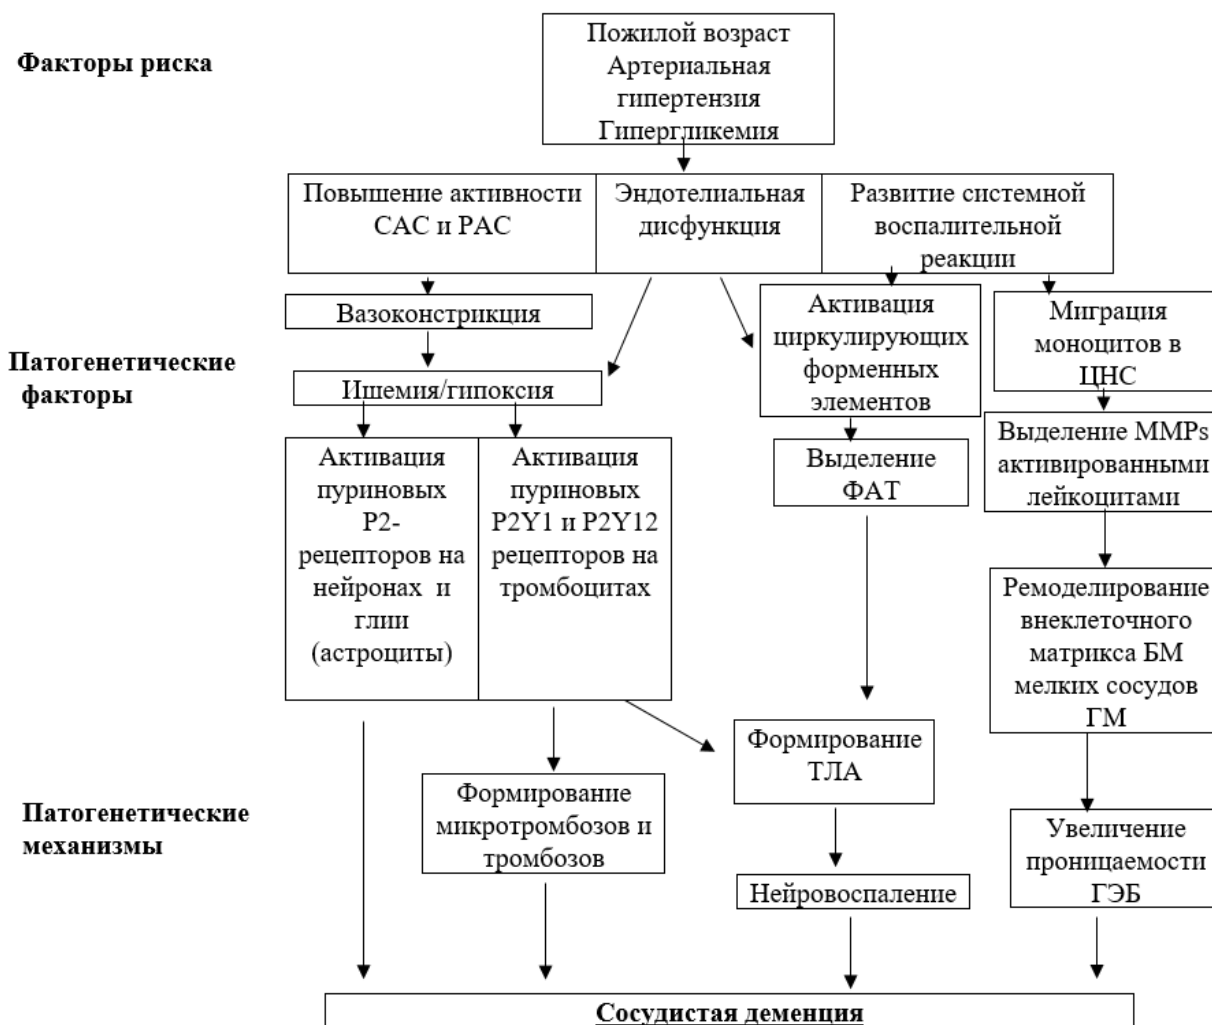 Факторы риска
Пожилой возраст
Артериальная
гипертензия
Гипергликемия
Повышение активности
САС и РАС
Эндотелиальная
дисфункция
Развитие системной
воспалительной
реакции
Вазоконстрикция
Активация
циркулирующих
форменных
элементов
Миграция
моноцитов в
ЦНС
Патогенетические
факторы
Ишемия/гипоксия
Активация
пуриновых
P2-
рецепторов на
нейронах и
глии
(астроциты)
Активация
пуриновых
P2Y1 и P2Y12
рецепторов на
тромбоцитах
Выделение
ФАТ
Выделение MMPs
активированными
лейкоцитами
Ремоделирование
внеклеточного
матрикса БМ
мелких сосудов
ГМ
Патогенетические
механизмы
Формирование
микротромбозов и
тромбозов
Формирование
ТЛА
Нейровоспаление
Увеличение
проницаемости
ГЭБ
Сосудистая деменция